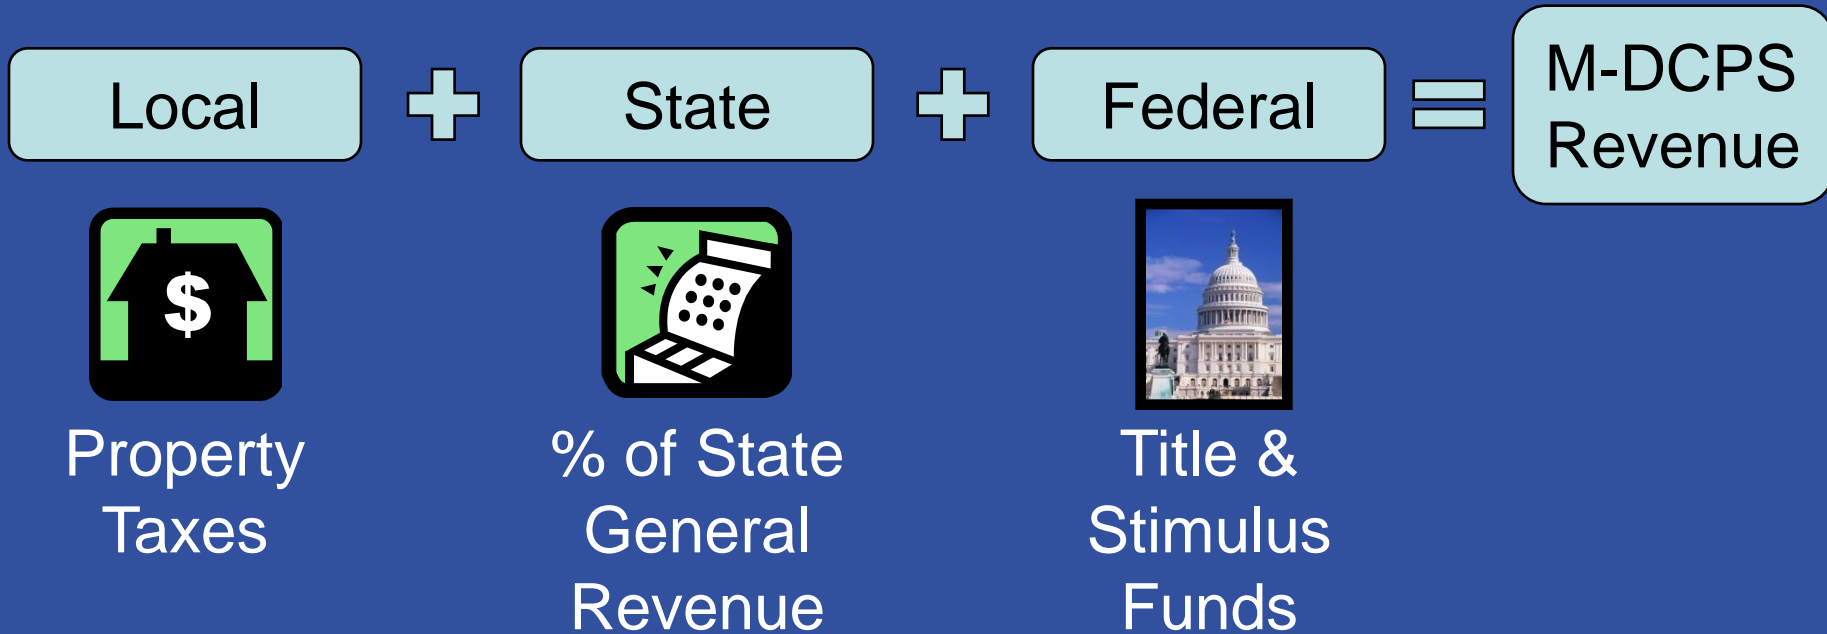 Local
State
Federal
M-DCPS
Revenue
$
Property
Taxes
% of State
General
Revenue
Title &
Stimulus
Funds